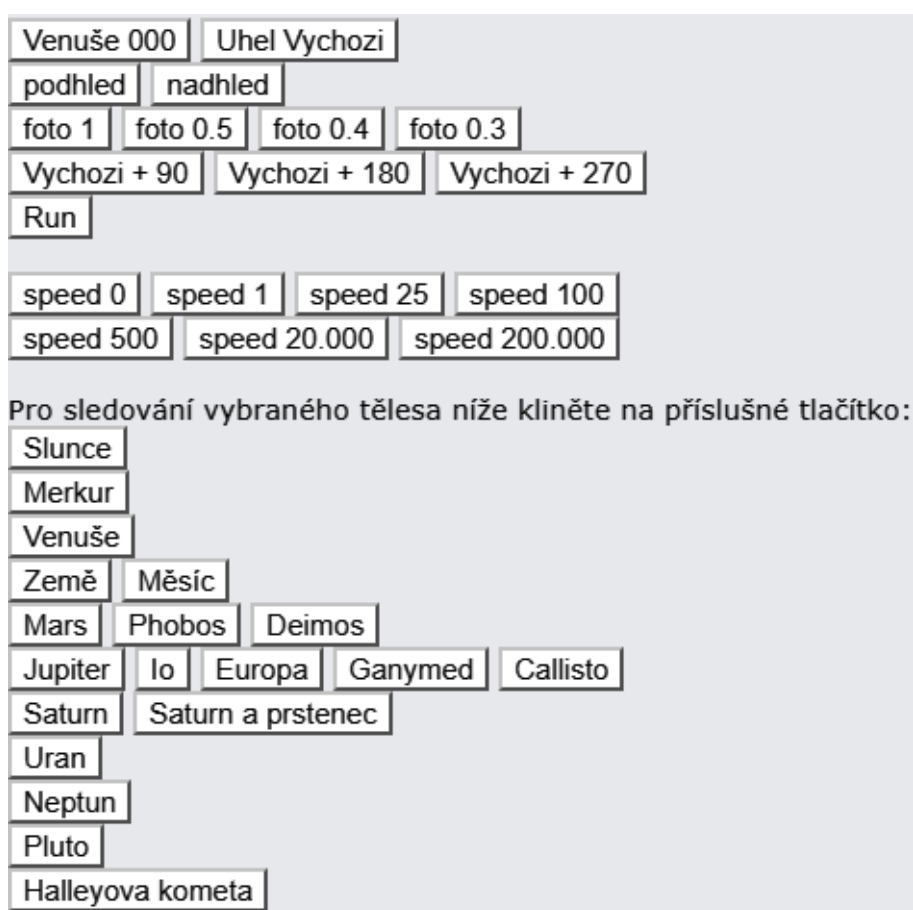 Venuše 000 Uhel Vychozi
podhled nadhled
foto 1 foto 0.5 foto 0.4 foto 0.3
Vychozi + 90 Vychozi + 180 Vychozi + 270
Run
speed 0 speed 1 speed 25 speed 100
speed 500 speed 20.000 speed 200.000
Pro sledování vybraného tělesa níže kliněte na příslušné tlačítko:
Slunce
Merkur
Venuše
Země Měsíc
Mars Phobos Deimos
Jupiter Io Europa Ganymed Callisto
Saturn Saturn a prstenec
Uran
Neptun
Pluto
Halleyova kometa